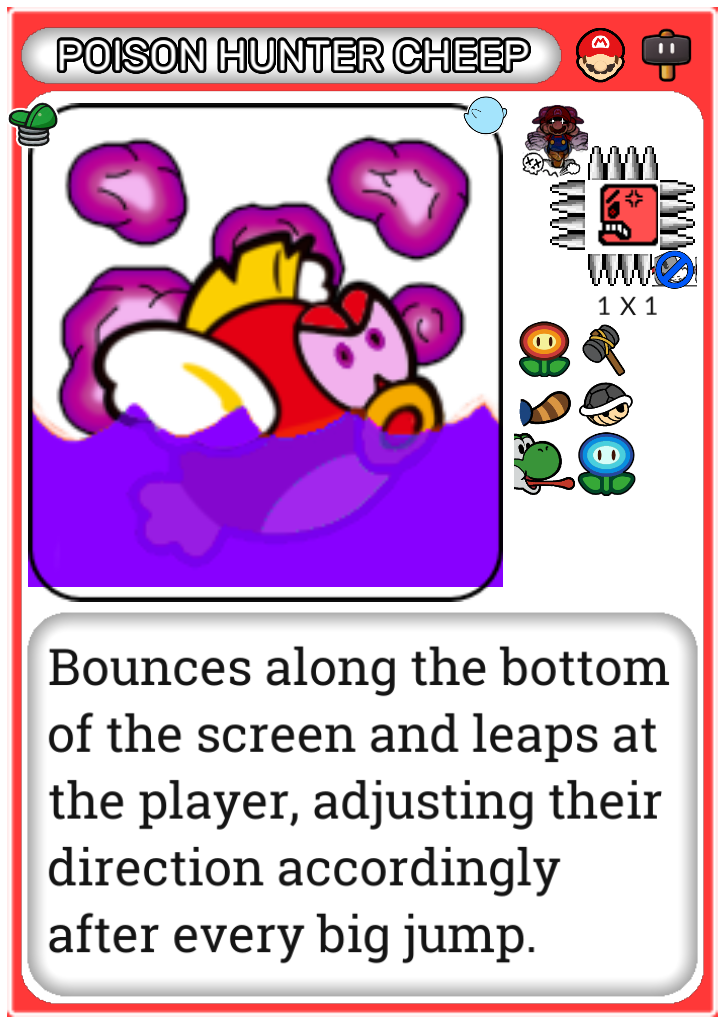 POISON HUNTER CHEEP
1 X 1
Bounces along the bottom
of the screen and leaps at
the player, adjusting their
direction accordingly
after every big jump.